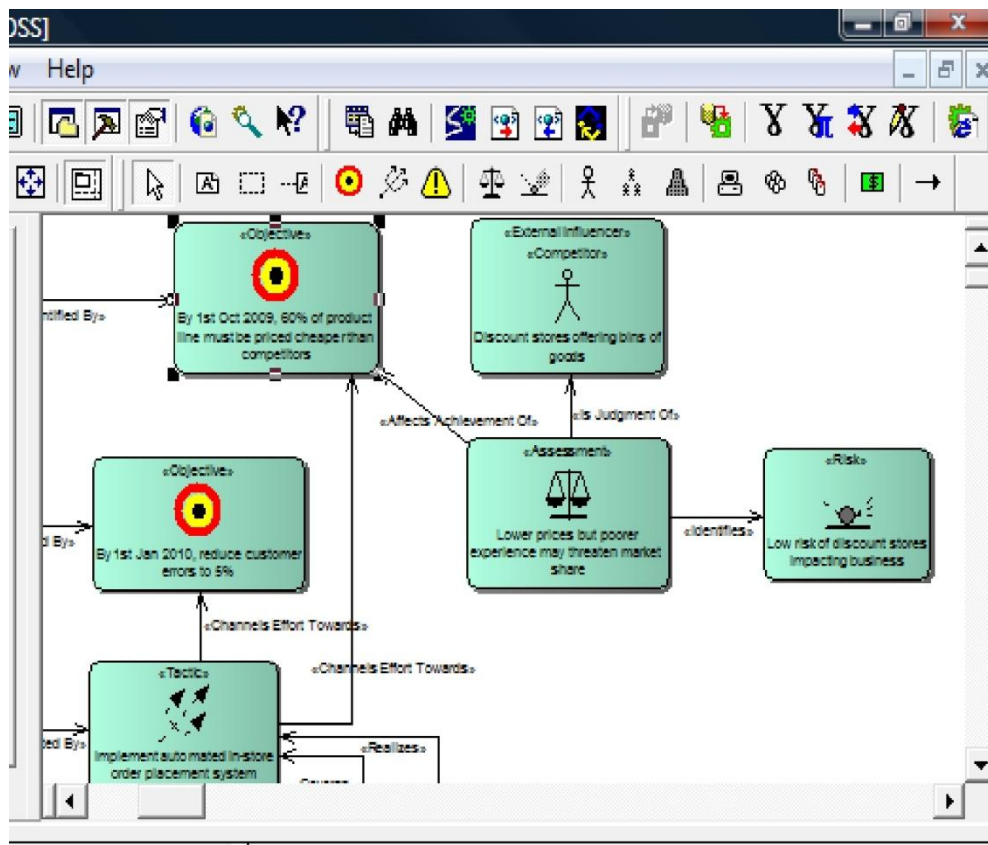 OSS]
w Help
«Objective»
By 1st Oct 2009, 60% of product
line must be priced cheaper than
competitors
«External Influencer»
«Competitor»
Discount stores offering bins of
goods
ntified By»
«Affects Achievement Of»
«Is Judgment Of»
«Objective»
By 1st Jan 2010, reduce customer
errors to 5%
«Assessment»
Lower prices but poorer
experience may threaten market
share
«Risk»
Low risk of discount stores
impacting business
d By»
«Identifies»
«Channels Effort Towards»
«Channels Effort Towards»
«Tactic»
Implement automated in-store
order placement system
ted By»
«Realizes»